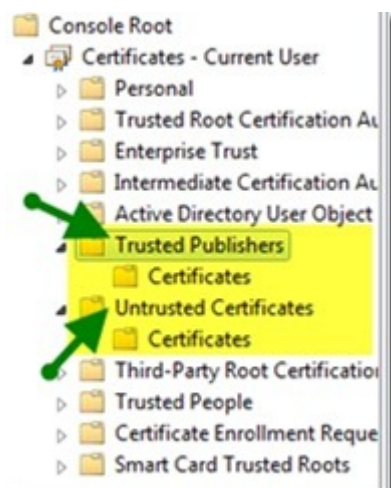 Console Root
Certificates - Current User
Personal
Trusted Root Certification Au
Enterprise Trust
Intermediate Certification Au
Active Directory User Object
Trusted Publishers
Certificates
Untrusted Certificates
Certificates
Third-Party Root Certification
Trusted People
Certificate Enrollment Reque
Smart Card Trusted Roots